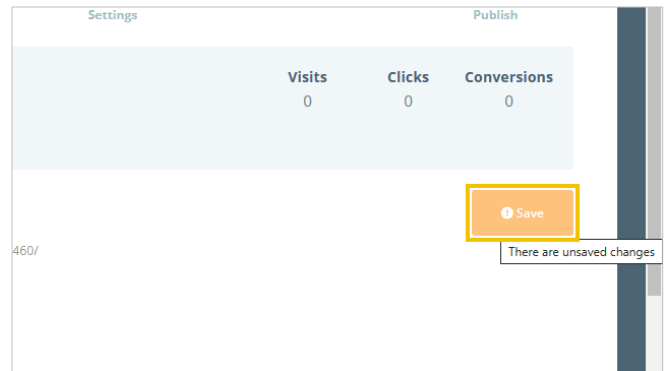 Settings Publish
Visits Clicks Conversions
0 0 0
Save
460/
There are unsaved changes